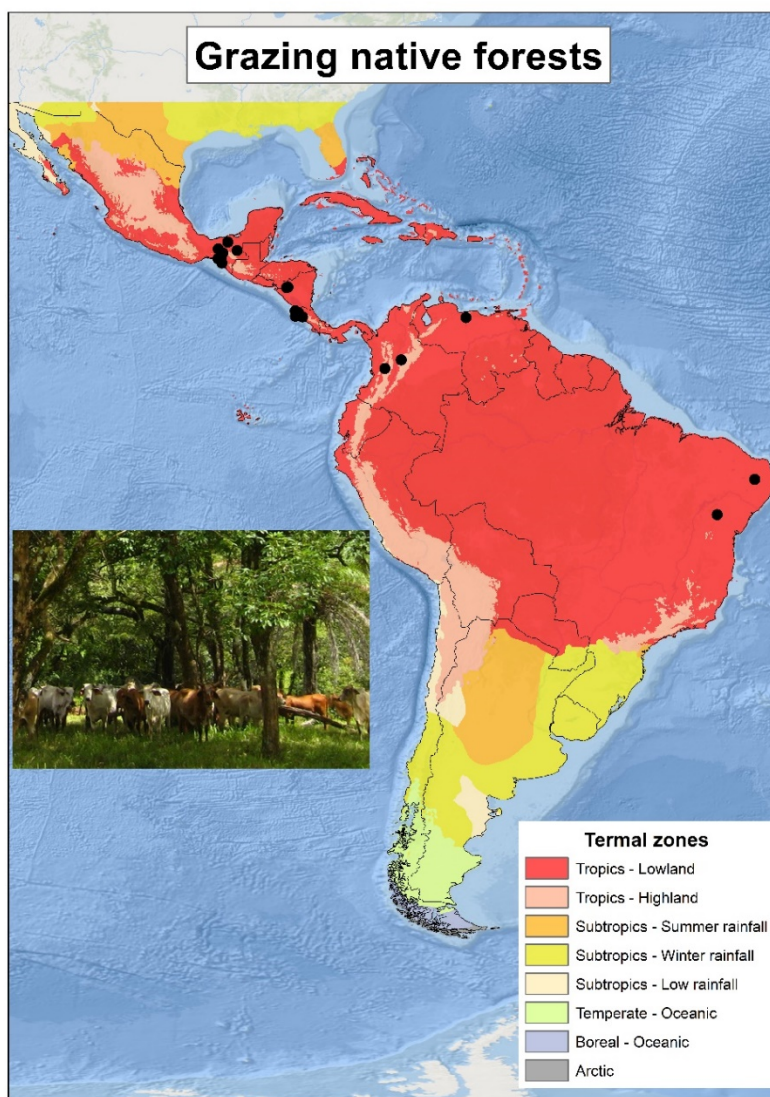 Grazing native forests
Termal zones
Tropics - Lowland
Tropics - Highland
Subtropics - Summer rainfall
Subtropics - Winter rainfall
Subtropics - Low rainfall
Temperate - Oceanic
Boreal - Oceanic
Arctic